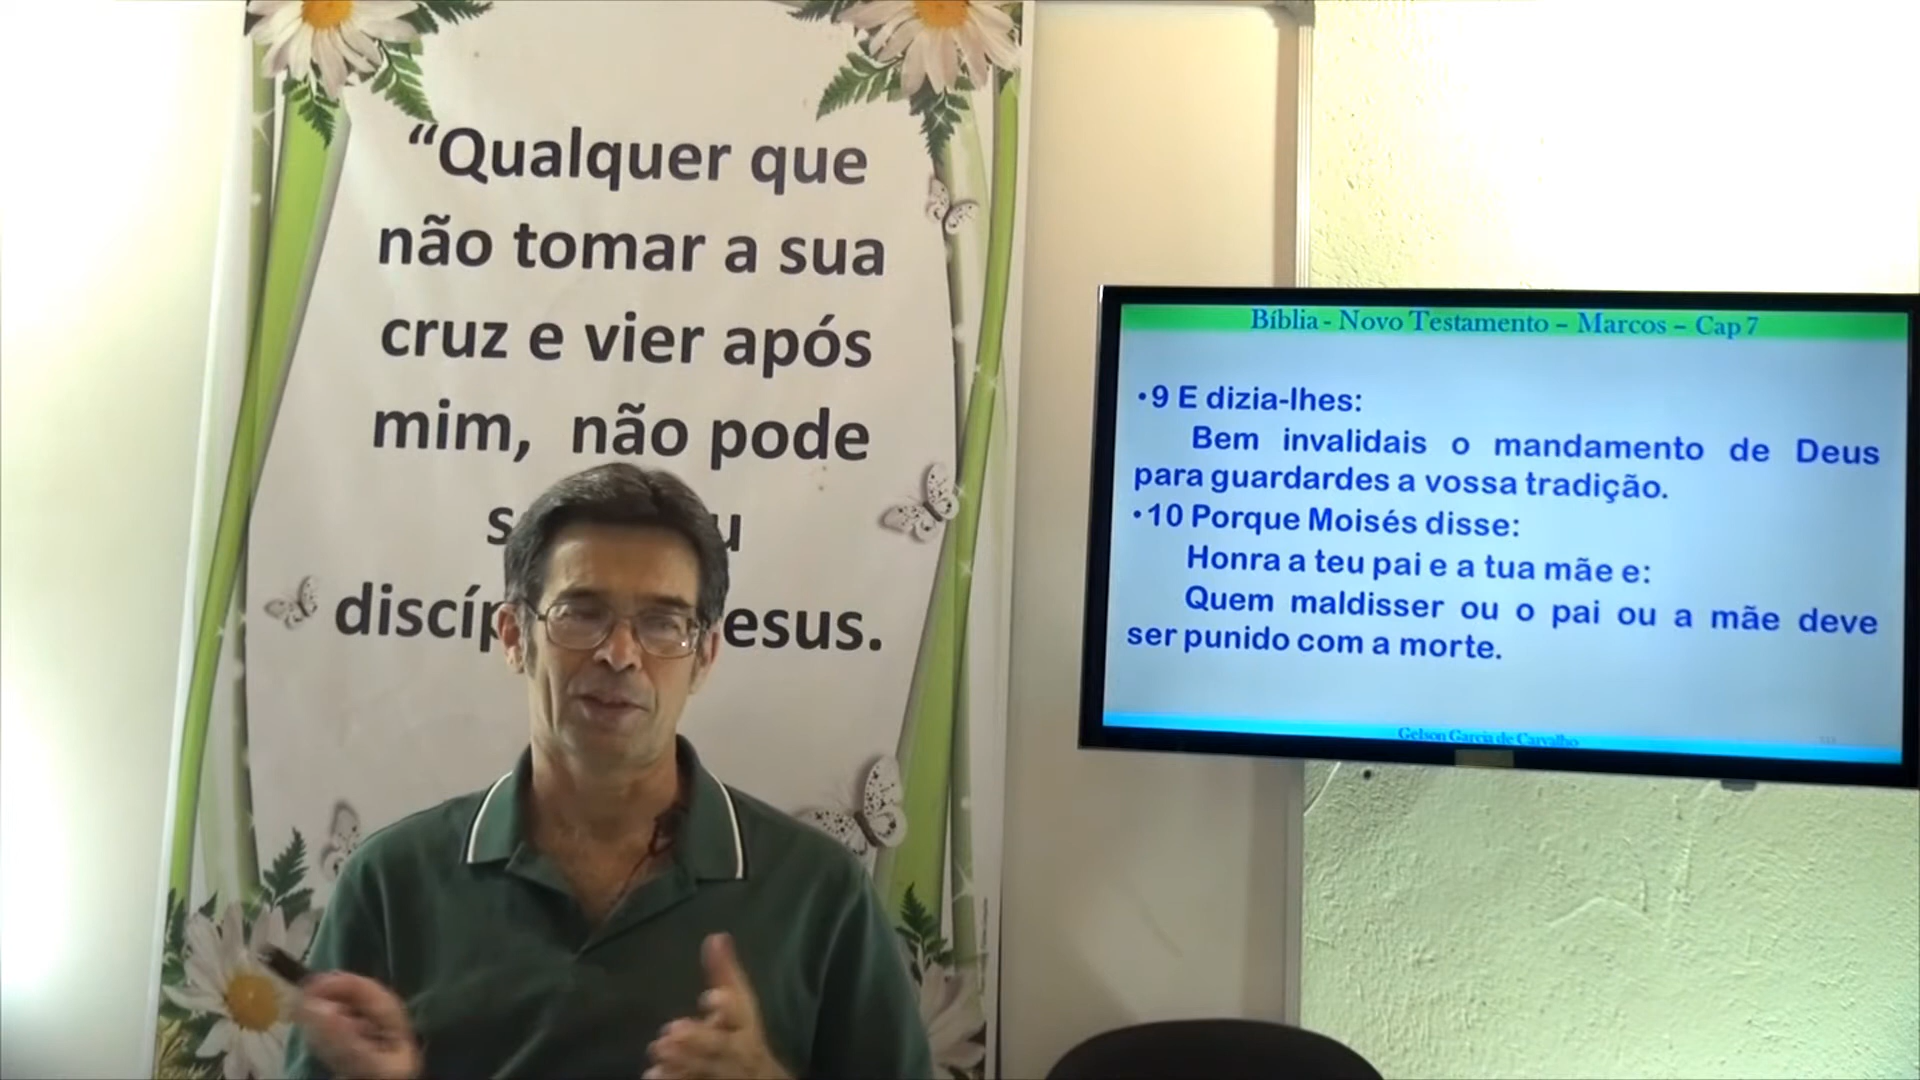 “Qualquer que
não tomar a sua
cruz e vier após
mim, não pode
esus.
Bíblia - Novo Testamento – Marcos – Cap 7
•9 E dizia-lhes:
Bem invalidais o mandamento de Deus
para guardardes a vossa tradição.
•10 Porque Moisés disse:
Honra a teu pai e a tua mãe e:
Quem maldisser ou o pai ou a mãe deve
ser punido com a morte.
Gelson Garcia de Carvalho